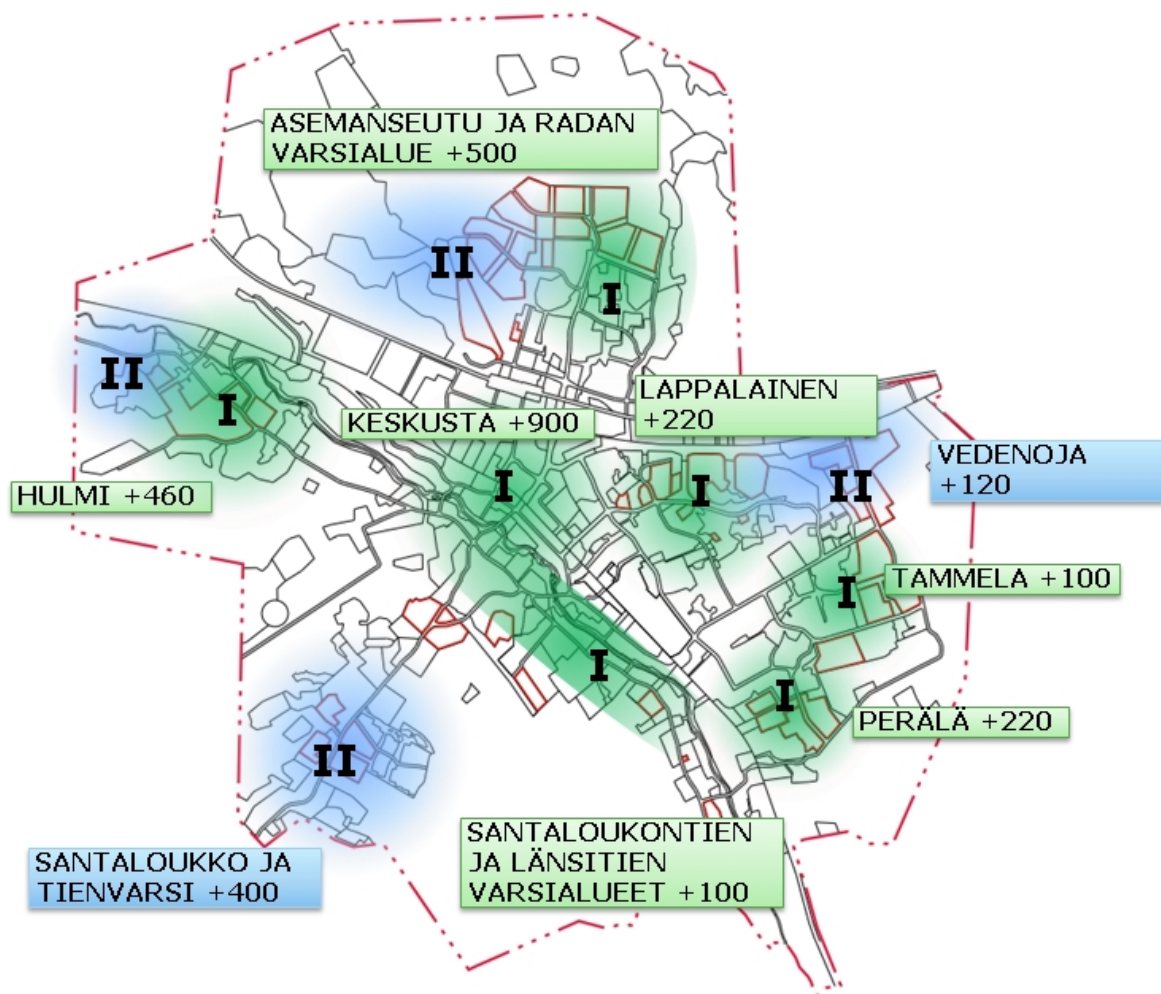 ASEMANSEUTU JA RADAN
VARSIALUE +500
II
I
II
I
KESKUSTA +900
LAPPALAINEN
+220
HULMI +460
I
I
II
VEDENOJA
+120
I
TAMMELA +100
I
I
PERÄLÄ +220
II
SANTALOUKKO JA
TIENVARSI +400
SANTALOUKONTIEN
JA LÄNSITIEN
VARSIALUEET +100